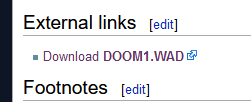 External links [edit]
Download DOOM1.WAD
Footnotes [edit]